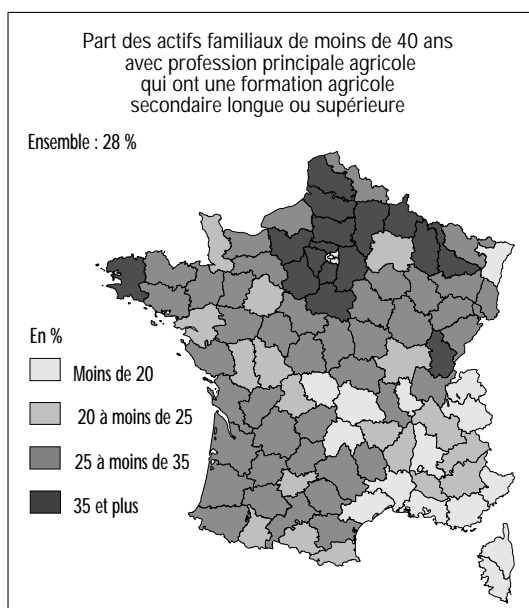 Part des actifs familiaux de moins de 40 ans
avec profession principale agricole
qui ont une formation agricole
secondaire longue ou supérieure
Ensemble : 28 %
En %
Moins de 20
20 à moins de 25
25 à moins de 35
35 et plus